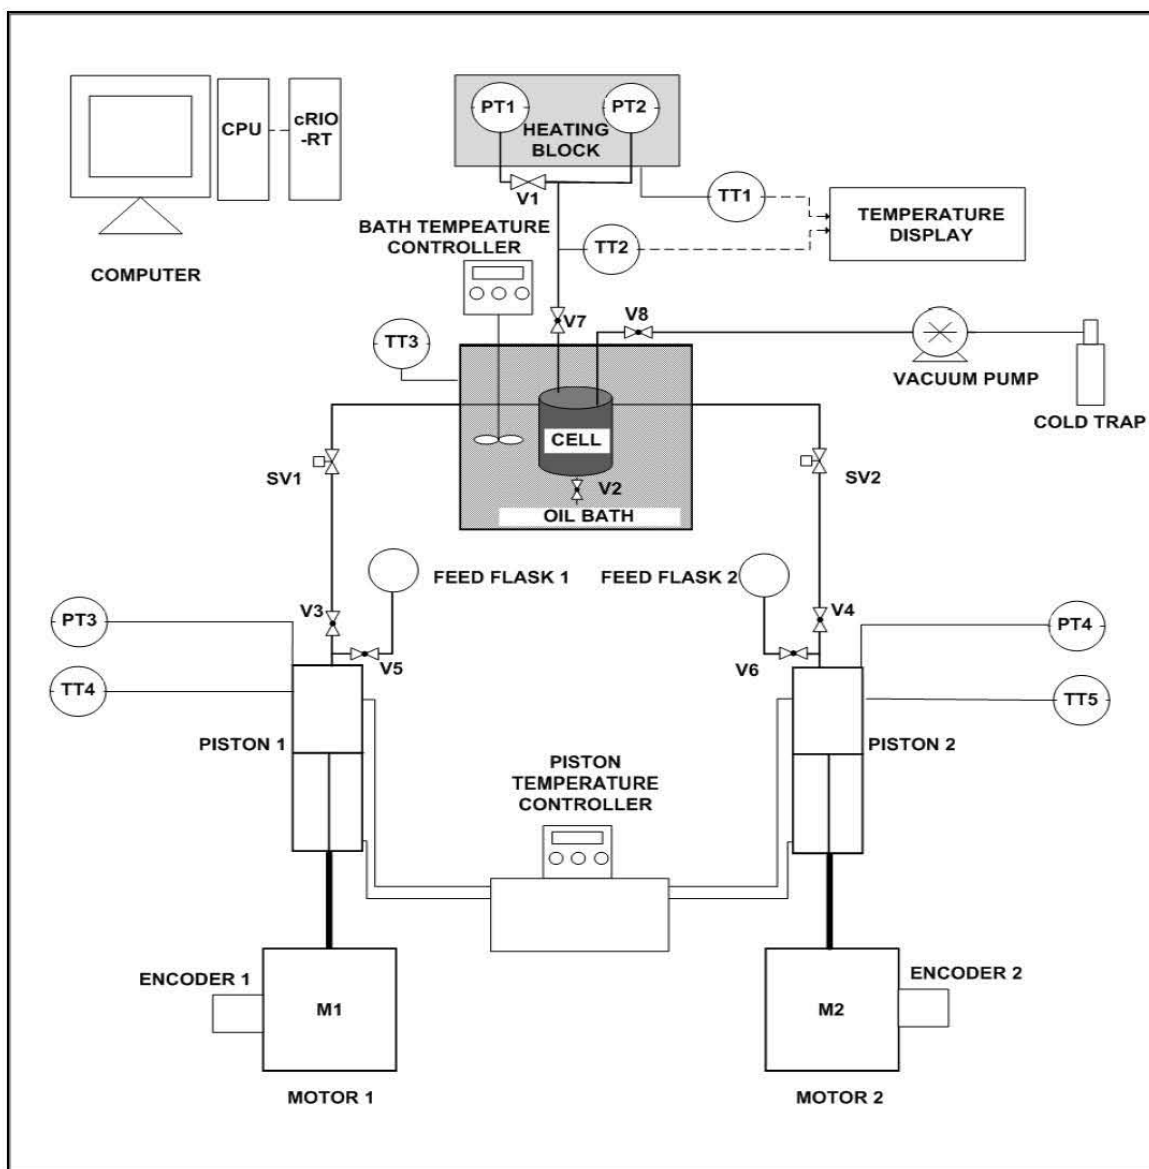 PT1
PT2
HEATING
BLOCK
CPU
cRIO
-RT
V1
TT1
TEMPERATURE
DISPLAY
BATH TEMPEATURE
CONTROLLER
TT2
COMPUTER
V7
V8
TT3
VACUUM PUMP
COLD TRAP
CELL
SV1
SV2
V2
OIL BATH
FEED FLASK 1
FEED FLASK 2
V3
V4
PT3
PT4
V5
V6
TT4
TT5
PISTON 1
PISTON 2
PISTON
TEMPERATURE
CONTROLLER
ENCODER 1
ENCODER 2
M1
M2
MOTOR 1
MOTOR 2